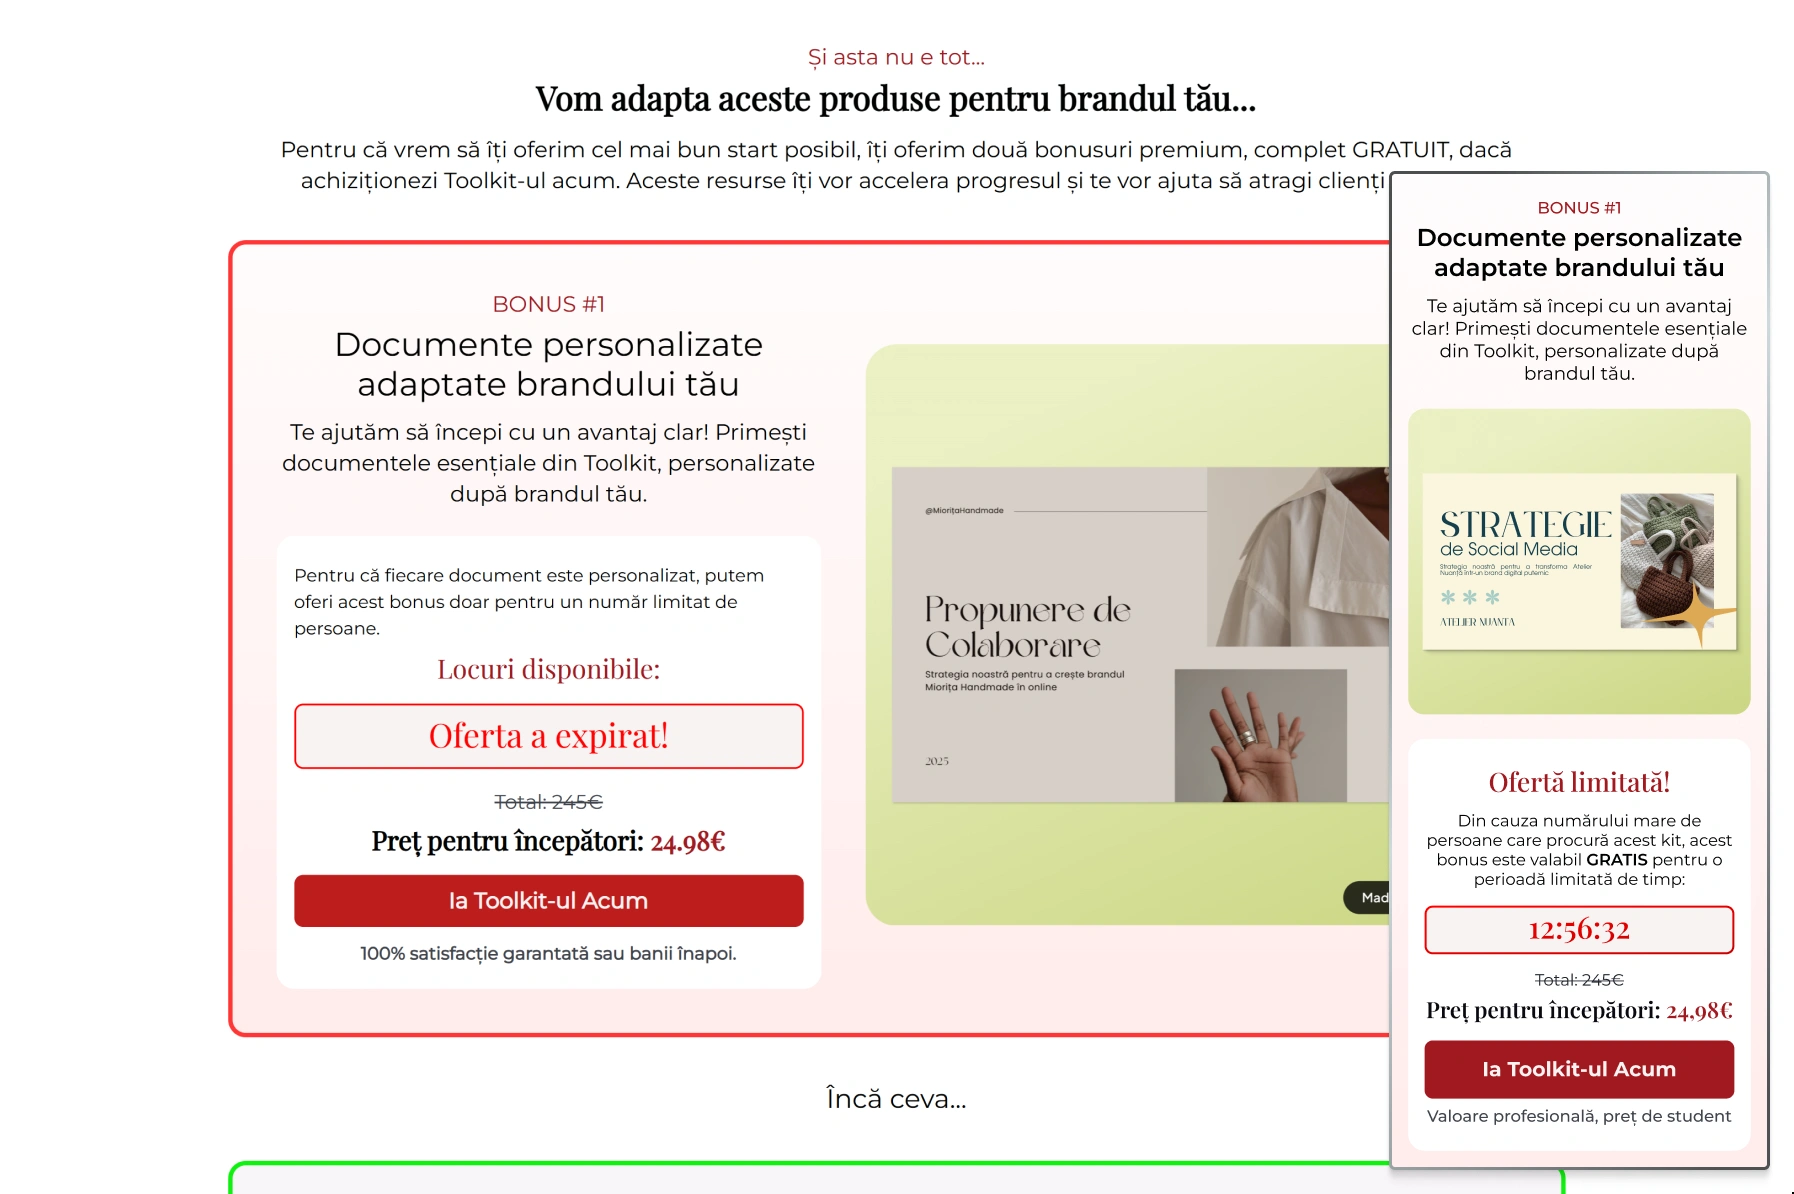 Și asta nu e tot...
Vom adapta aceste produse pentru brandul tău...
Pentru că vrem să îți oferim cel mai bun start posibil, îți oferim două bonusuri premium, complet GRATUIT, dacă
achiziționezi Toolkit-ul acum. Aceste resurse îți vor accelera progresul și te vor ajuta să atragi clienți
BONUS #1
Documente personalizate
adaptate brandului tău
Te ajutăm să începi cu un avantaj clar! Primești
documentele esențiale din Toolkit, personalizate
după brandul tău.
Pentru că fiecare document este personalizat, putem
oferi acest bonus doar pentru un număr limitat de
persoane.
Locuri disponibile:
Oferta a expirat!
Total: 245€
Preț pentru începători: 24.98€
Ia Toolkit-ul Acum
100% satisfacție garantată sau banii înapoi.
@MiorițaHandmade
Propunere de
Colaborare
Strategia noastră pentru a crește brandul
Miorița Handmade în online
2025
Încă ceva...
BONUS #1
Documente personalizate
adaptate brandului tău
Te ajutăm să începi cu un avantaj
clar! Primești documentele esențiale
din Toolkit, personalizate după
brandul tău.
STRATEGIE
de Social Media
Strategia noastră pentru a transforma Atelier
Nuanță într-un brand digital puternic
ATELIER NUANTA
Ofertă limitată!
Din cauza numărului mare de
persoane care procură acest kit, acest
bonus este valabil GRATIS pentru o
perioadă limitată de timp:
12:56:32
Total: 245€
Preț pentru începători: 24,98€
Ia Toolkit-ul Acum
Valoare profesională, preț de student